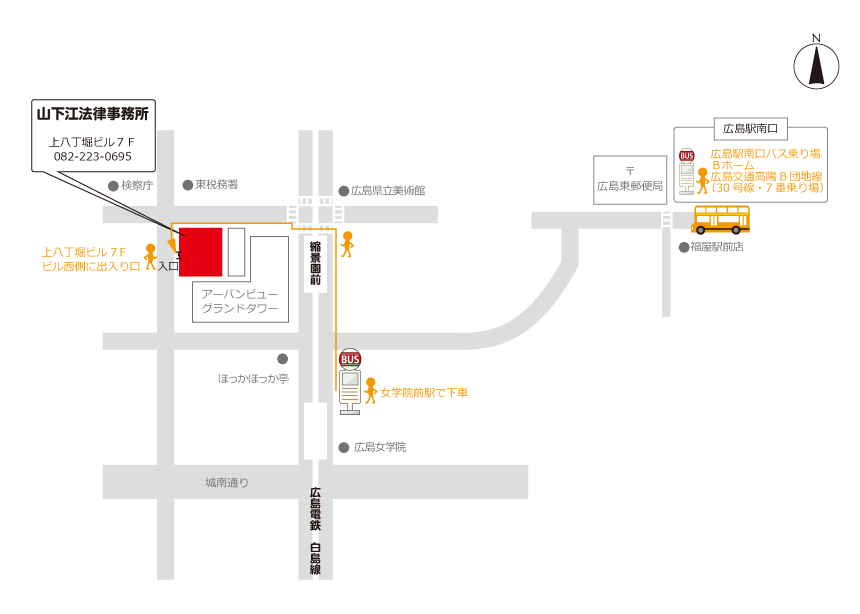 N
山下江法律事務所
上八丁堀ビル７Ｆ
082-223-0695
検察庁
東税務署
広島県立美術館
〒
広島東郵便局
広島駅南口
BUS
広島駅南口バス乗り場
Ｂホーム
広島交通高陽Ｂ団地線
（30号線・７番乗り場）
福屋駅前店
上八丁堀ビル７Ｆ
ビル西側に出入り口
入口
縮景園前
アーバンビュー
グランドタワー
BUS
ほっかほっか亭
女学院前駅で下車
広島女学院
城南通り
広島電鉄 白島線